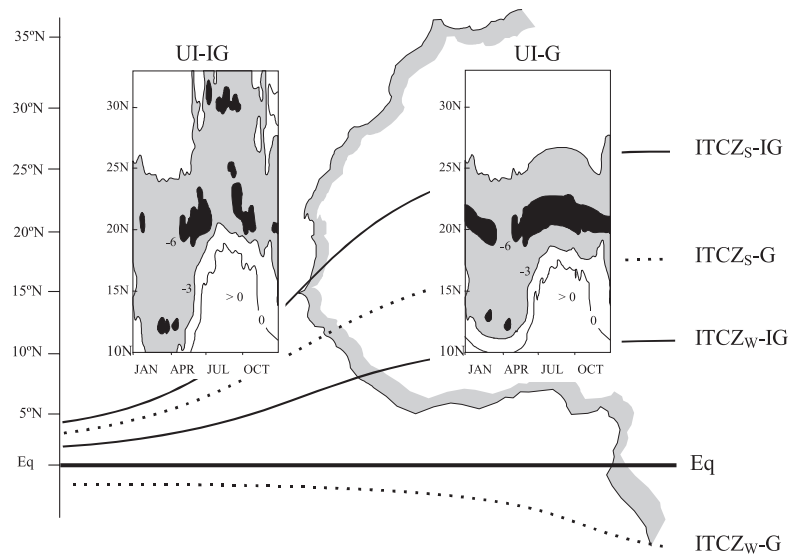 35ºN
30ºN
25ºN
20ºN
15ºN
10ºN
5ºN
Eq
UI-IG
30N
25N
20N
15N
10N
-6
-3
> 0
0
JAN APR JUL OCT
UI-G
30N
25N
20N
15N
10N
-6
-3
> 0
0
JAN APR JUL OCT
ITCZS-IG
ITCZS-G
ITCZW-IG
Eq
ITCZW-G